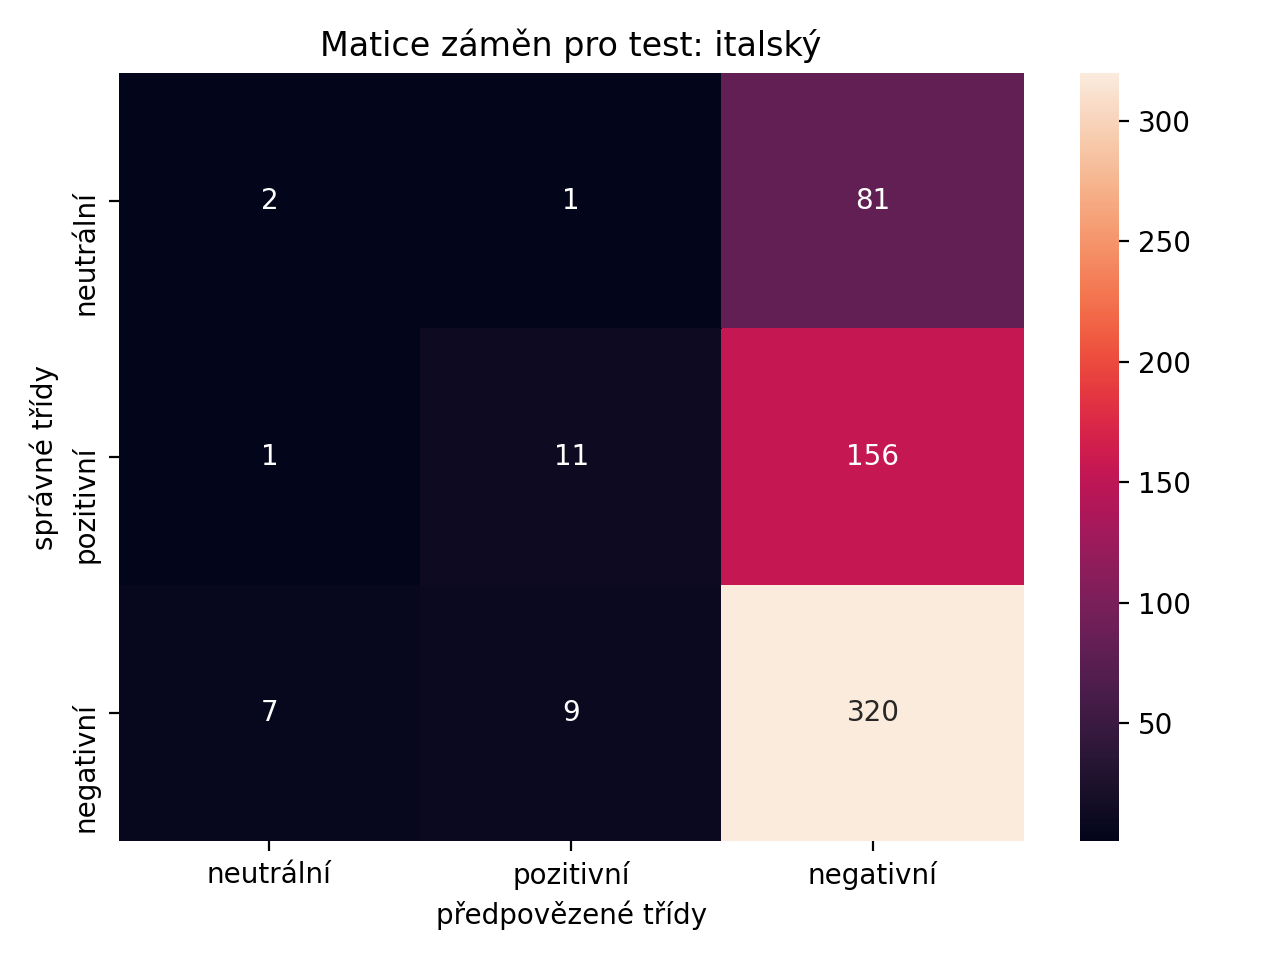 Matice záměn pro test: italský
správné třídy
neutrální
2 1 81
pozitivní
1 11 156
negativní
7 9 320
neutrální pozitivní negativní
předpovězené třídy
300
250
200
150
100
50